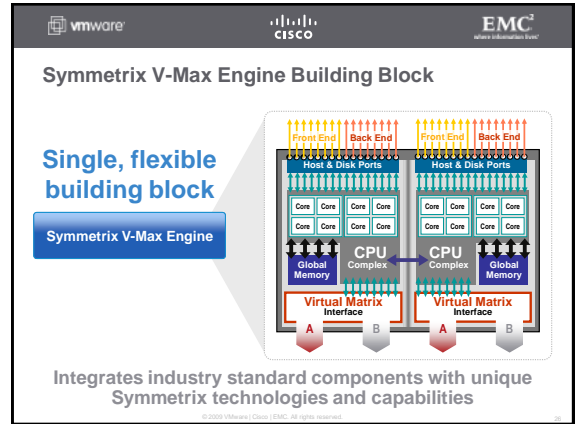 vmware
CISCO
EMC²
where information lives®
Symmetrix V-Max Engine Building Block
Single, flexible
building block
Symmetrix V-Max Engine
Front End Back End Front End Back End
Host & Disk Ports Host & Disk Ports
Core Core Core Core Core Core Core Core
Core Core Core Core Core Core Core Core
CPU CPU
Complex Complex
Global Global
Memory Memory
Virtual Matrix Virtual Matrix
Interface Interface
A B A B
Integrates industry standard components with unique
Symmetrix technologies and capabilities
© 2009 VMware | Cisco | EMC. All rights reserved.
26